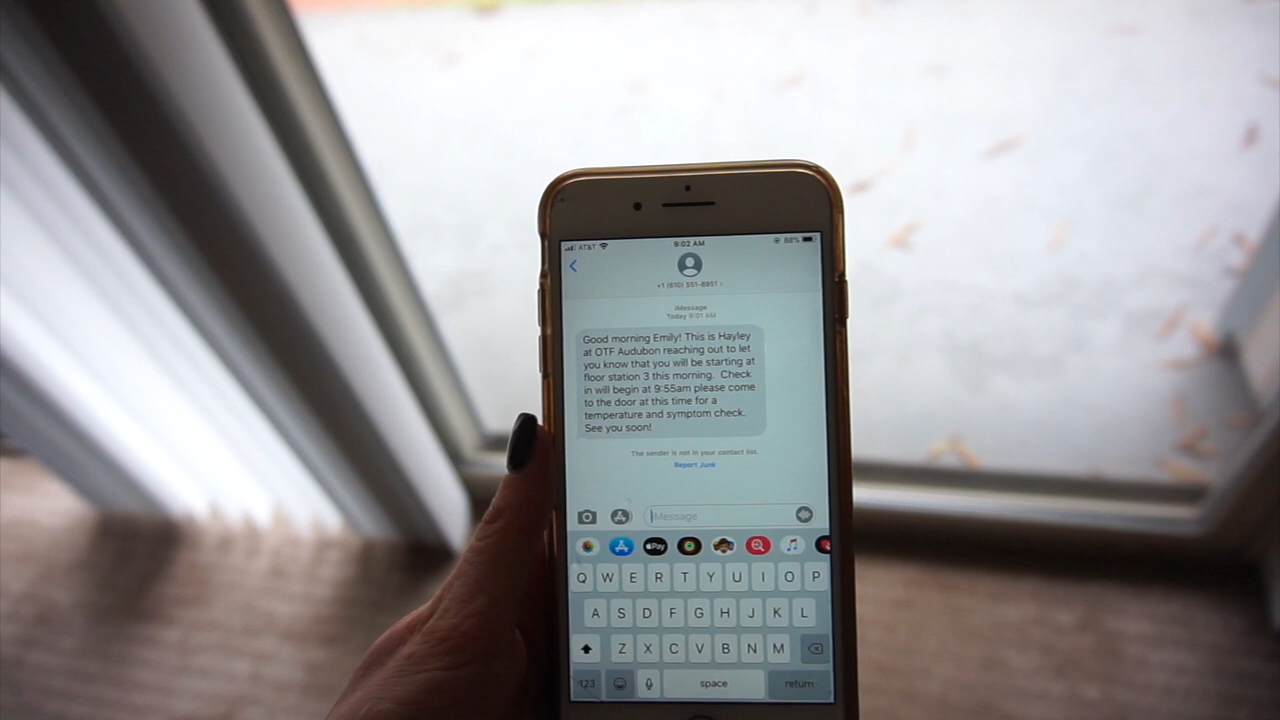 AT&T 9:02 AM 88%
+1 (610) 551-8951
iMessage
Today 9:01 AM
Good morning Emily! This is Hayley
at OTF Audubon reaching out to let
you know that you will be starting at
floor station 3 this morning. Check
in will begin at 9:55am please come
to the door at this time for a
temperature and symptom check.
See you soon!
The sender is not in your contact list.
Report Junk
iMessage
Pay
Q W E R T Y U I O P
A S D F G H J K L
Z X C V B N M
123 space return